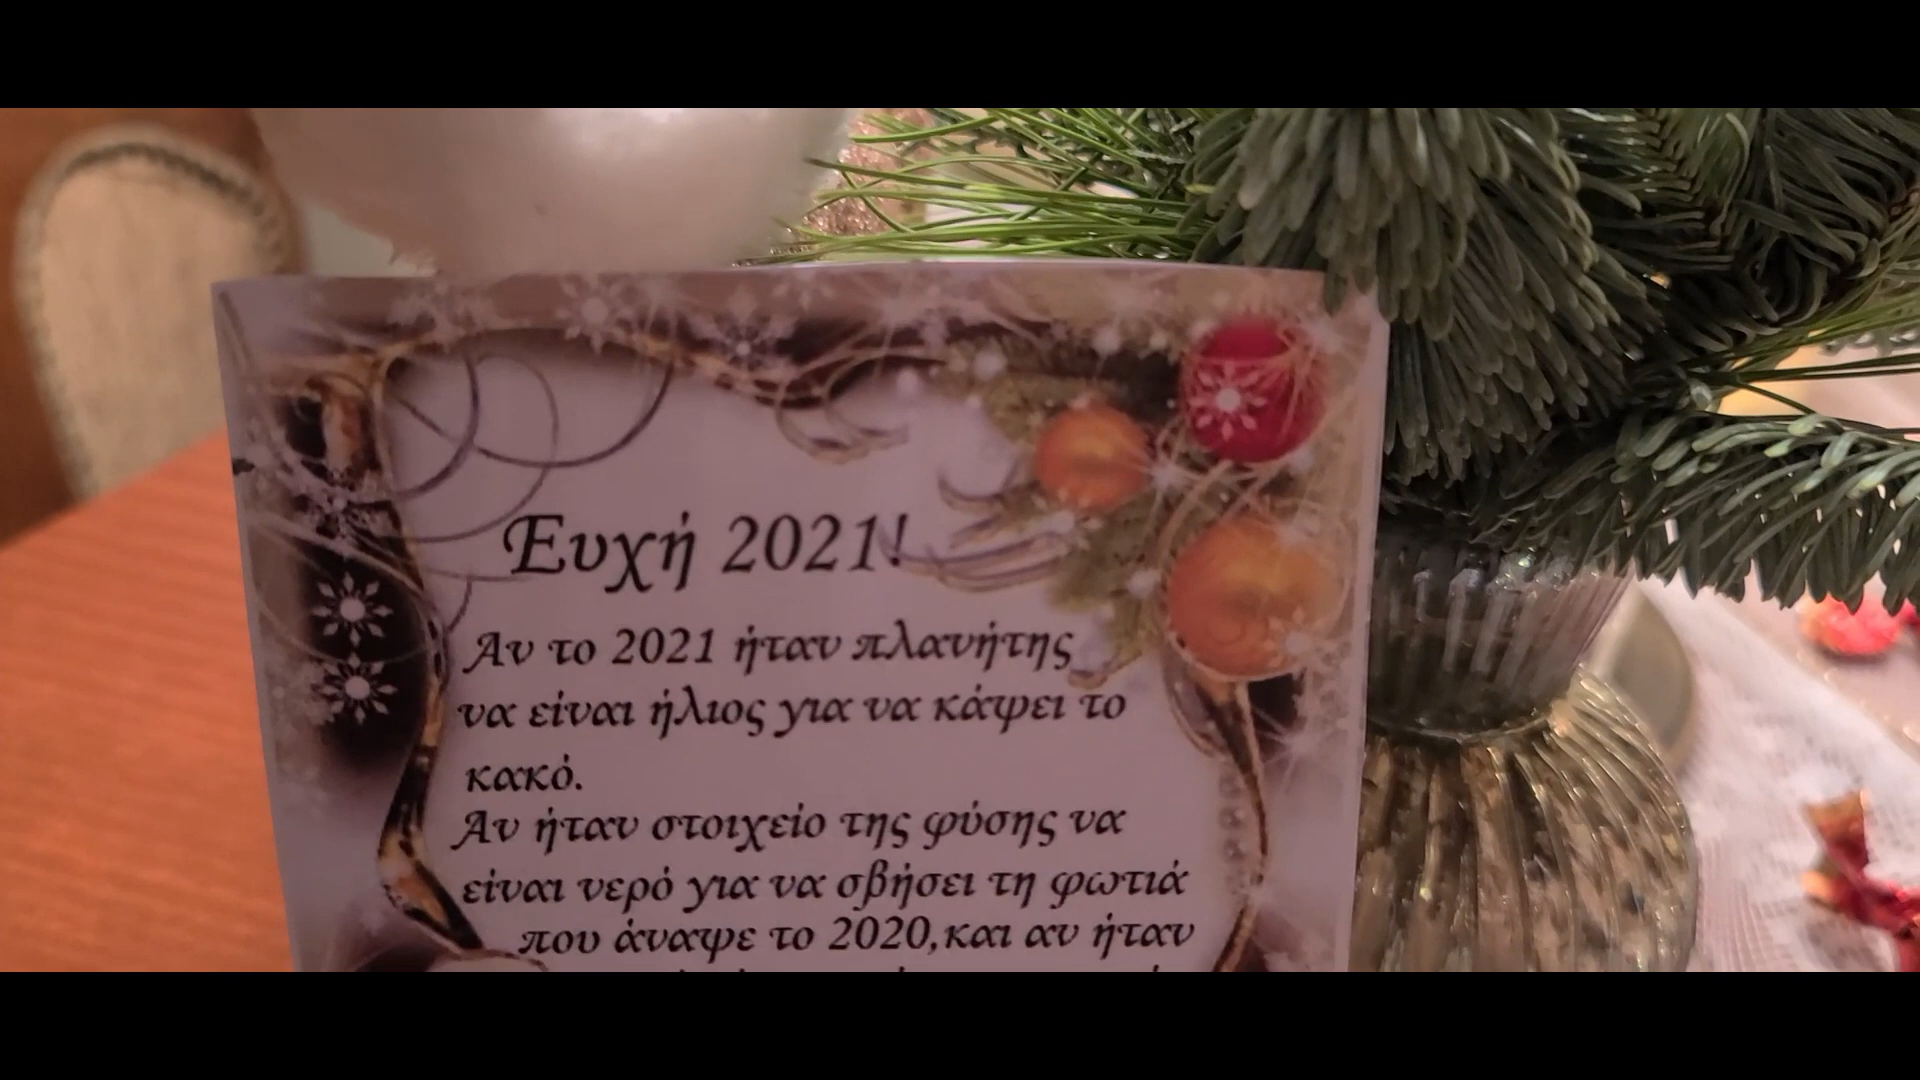 Ευχή 2021!
Αν το 2021 ήταν πλανήτης
να είναι ήλιος για να κάψει το
κακό.
Αν ήταν στοιχείο της φύσης να
είναι νερό για να σβήσει τη φωτιά
που άναψε το 2020,και αν ήταν